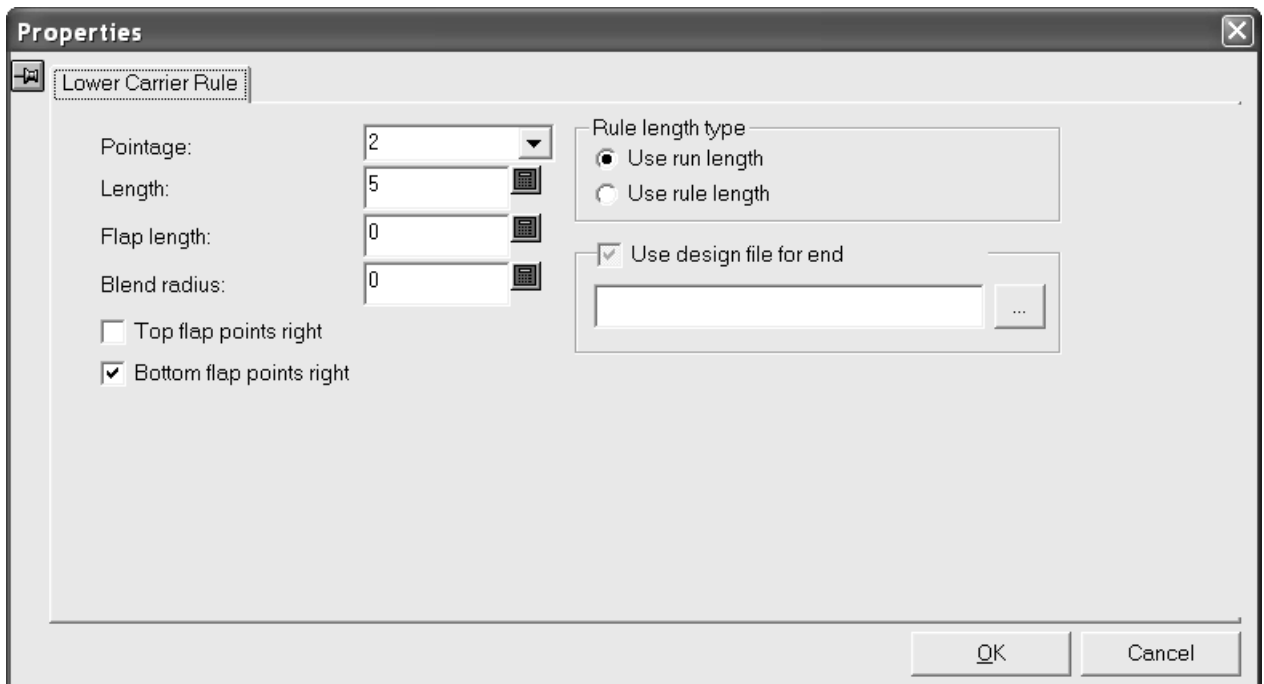 Properties
Lower Carrier Rule
Pointage:
2
Length:
5
Flap length:
0
Blend radius:
0
Top flap points right
Bottom flap points right
Rule length type
Use run length
Use rule length
Use design file for end
...
OK
Cancel